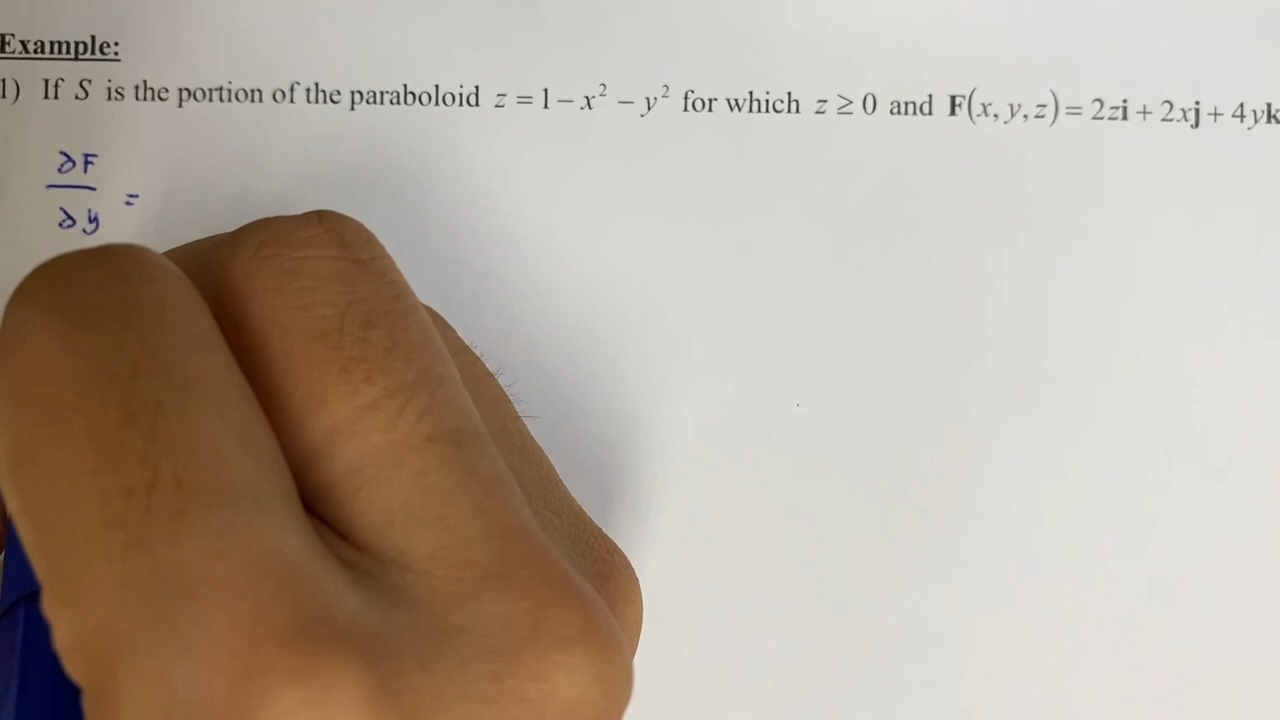 Example:
1) If S is the portion of the paraboloid z = 1 − x² − y² for which z ≥ 0 and F(x, y, z) = 2zi + 2xj + 4yk
∂F
∂y =